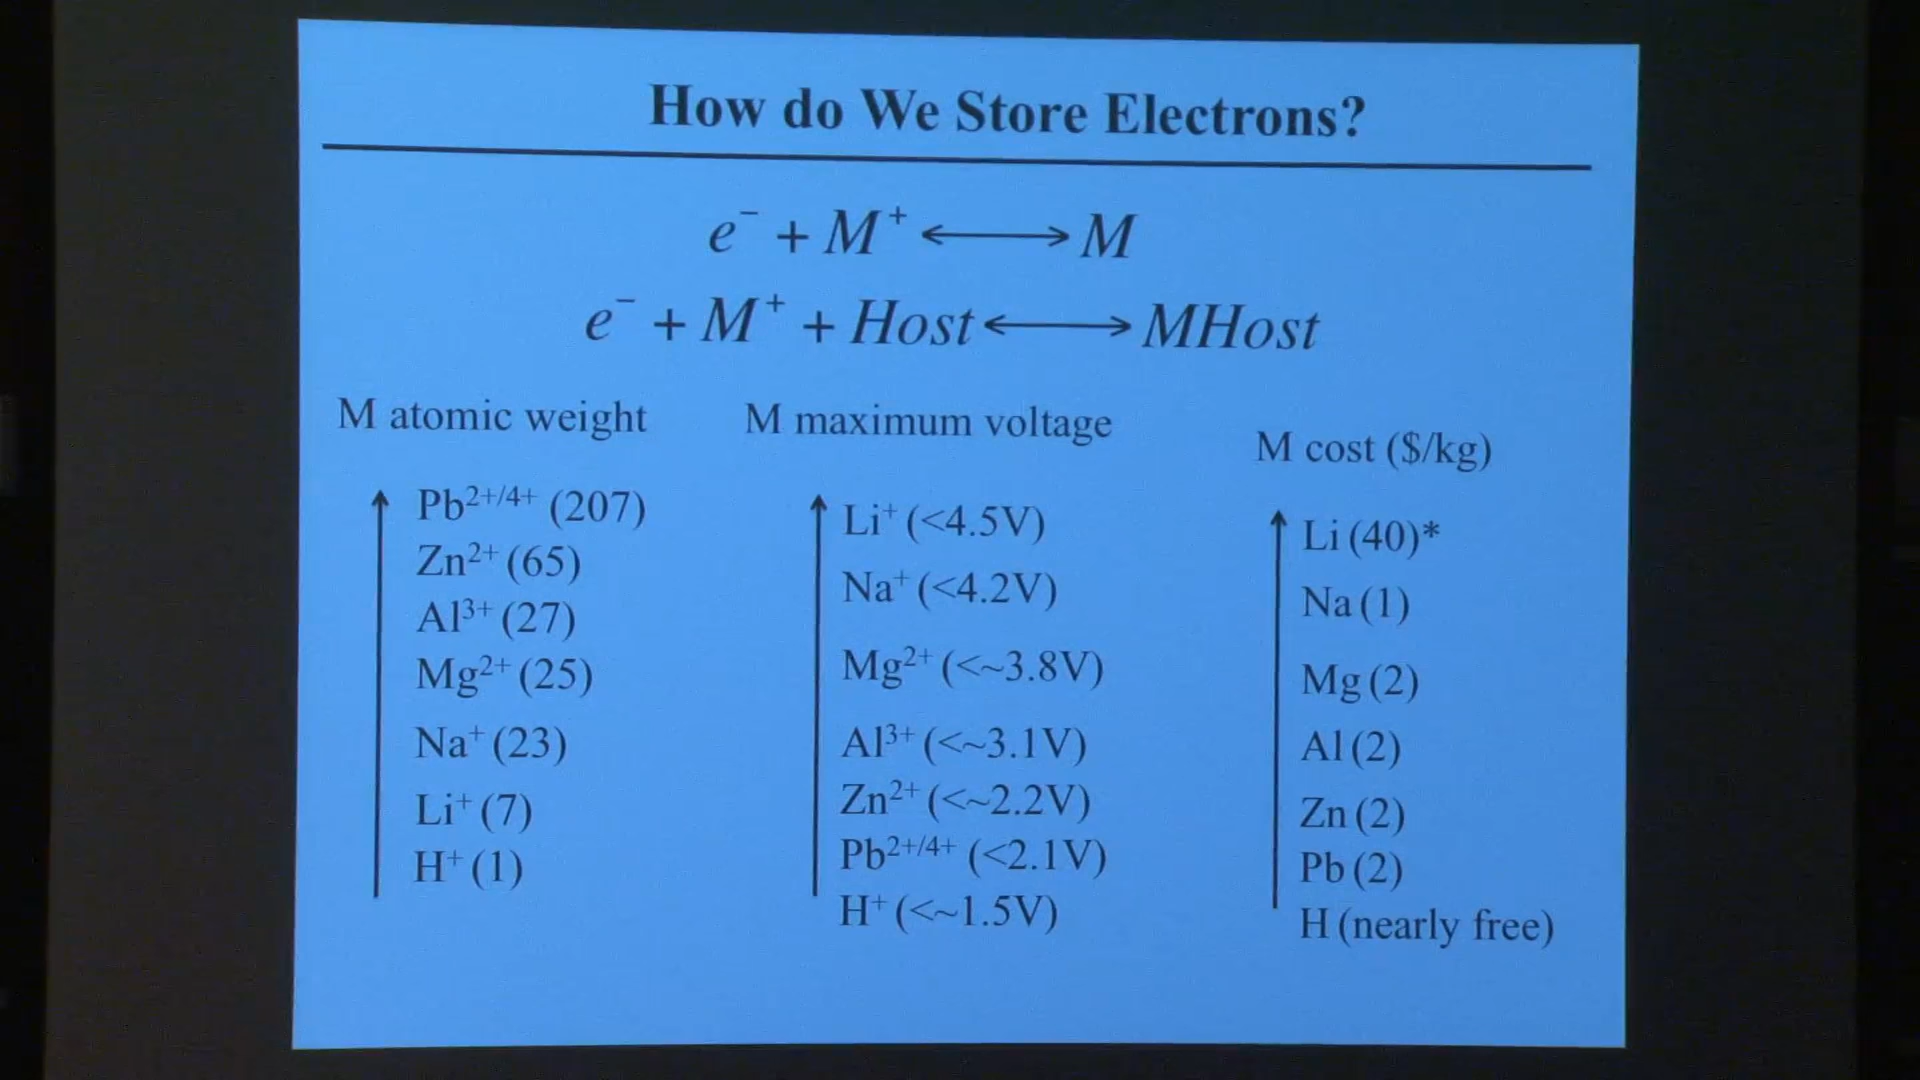 How do We Store Electrons?
e⁻ + M⁺ ⟷ M
e⁻ + M⁺ + Host ⟷ MHost
M atomic weight
Pb²⁺/⁴⁺ (207)
Zn²⁺ (65)
Al³⁺ (27)
Mg²⁺ (25)
Na⁺ (23)
Li⁺ (7)
H⁺ (1)
M maximum voltage
Li⁺ (<4.5V)
Na⁺ (<4.2V)
Mg²⁺ (<~3.8V)
Al³⁺ (<~3.1V)
Zn²⁺ (<~2.2V)
Pb²⁺/⁴⁺ (<2.1V)
H⁺ (<~1.5V)
M cost ($/kg)
Li (40)*
Na (1)
Mg (2)
Al (2)
Zn (2)
Pb (2)
H (nearly free)